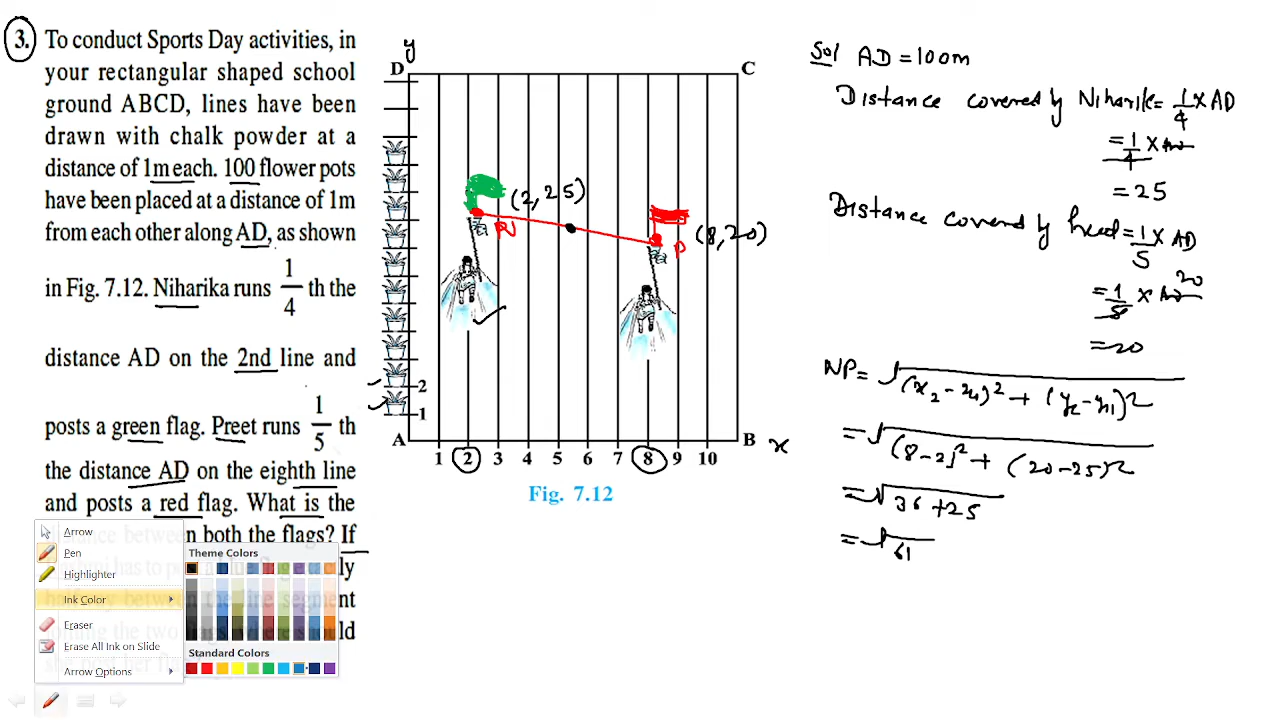 3. To conduct Sports Day activities, in
your rectangular shaped school
ground ABCD, lines have been
drawn with chalk powder at a
distance of 1m each. 100 flower pots
have been placed at a distance of 1m
from each other along AD, as shown
in Fig. 7.12. Niharika runs 1/4 th the
distance AD on the 2nd line and
posts a green flag. Preet runs 1/5 th
the distance AD on the eighth line
and posts a red flag. What is the
between both the flags? If
Arrow
Pen
Highlighter
Ink Color
Eraser
Erase All Ink on Slide
Arrow Options
Theme Colors
Standard Colors
y
D C
(2,25)
N
(8,20)
P
2
1
A B x
1 2 3 4 5 6 7 8 9 10
Fig. 7.12
Sol AD = 100m
Distance covered by Niharik = 1/4 × AD
= 1/4 ×
= 25
Distance covered by Preet = 1/5 × AD
= 1/5 × 20
= 20
NP = √(x2 - x1)² + (y2 - y1)²
= √(8-2)² + (20-25)²
= √36+25
= √61